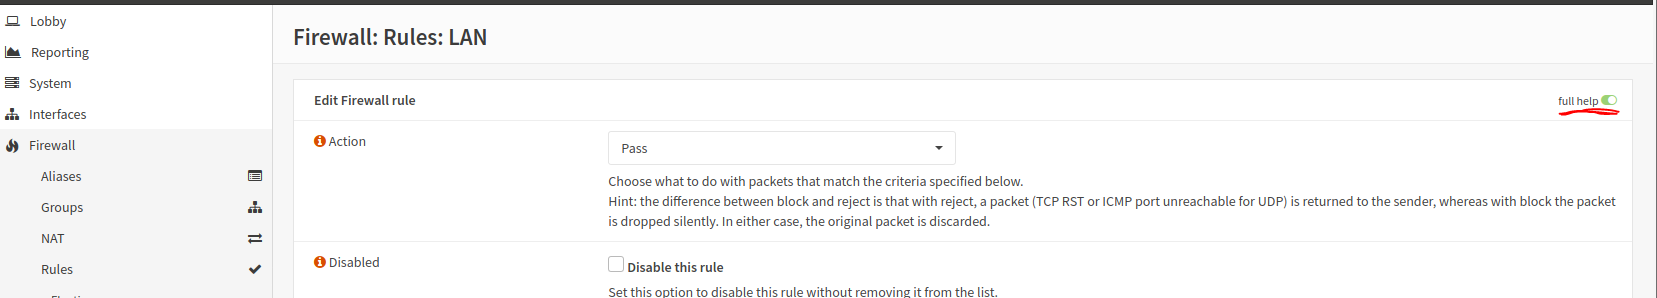 Lobby
Reporting
System
Interfaces
Firewall
Aliases
Groups
NAT
Rules
Firewall: Rules: LAN
Edit Firewall rule
full help
Action
Pass
Choose what to do with packets that match the criteria specified below.
Hint: the difference between block and reject is that with reject, a packet (TCP RST or ICMP port unreachable for UDP) is returned to the sender, whereas with block the packet
is dropped silently. In either case, the original packet is discarded.
Disabled
Disable this rule
Set this option to disable this rule without removing it from the list.